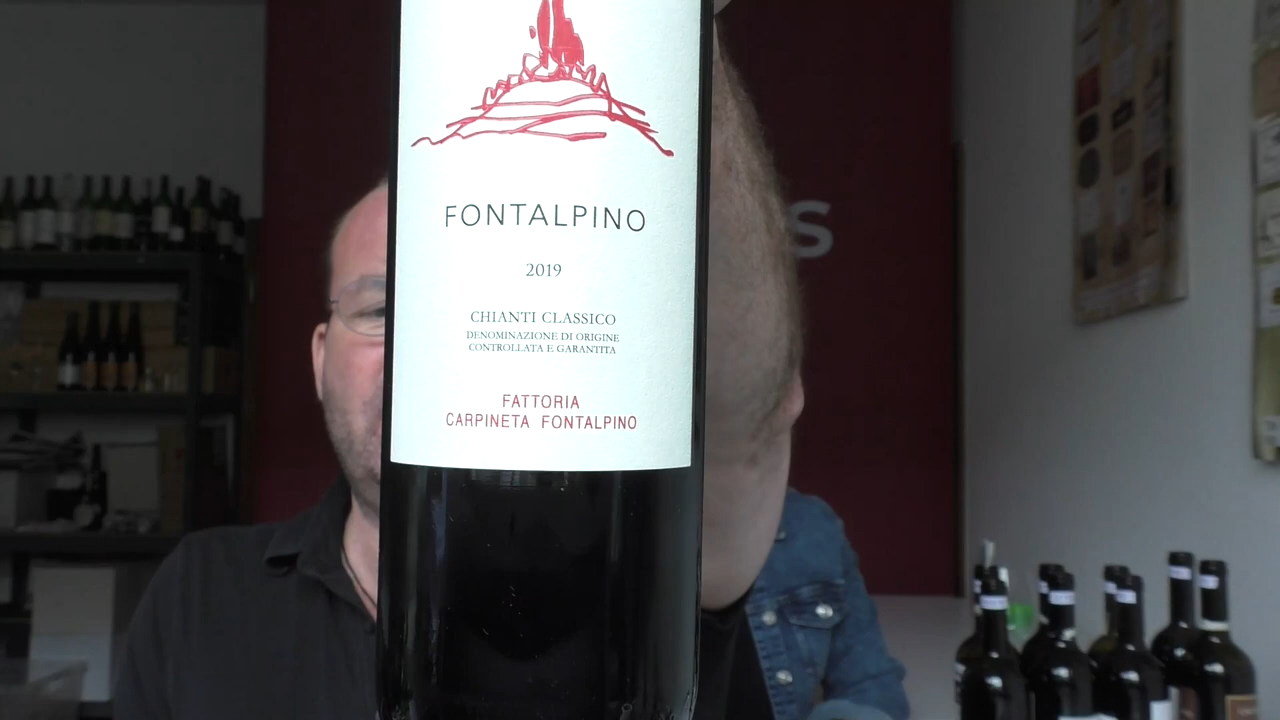 FONTALPINO
2019
CHIANTI CLASSICO
DENOMINAZIONE DI ORIGINE
CONTROLLATA E GARANTITA
FATTORIA
CARPINETA FONTALPINO
S